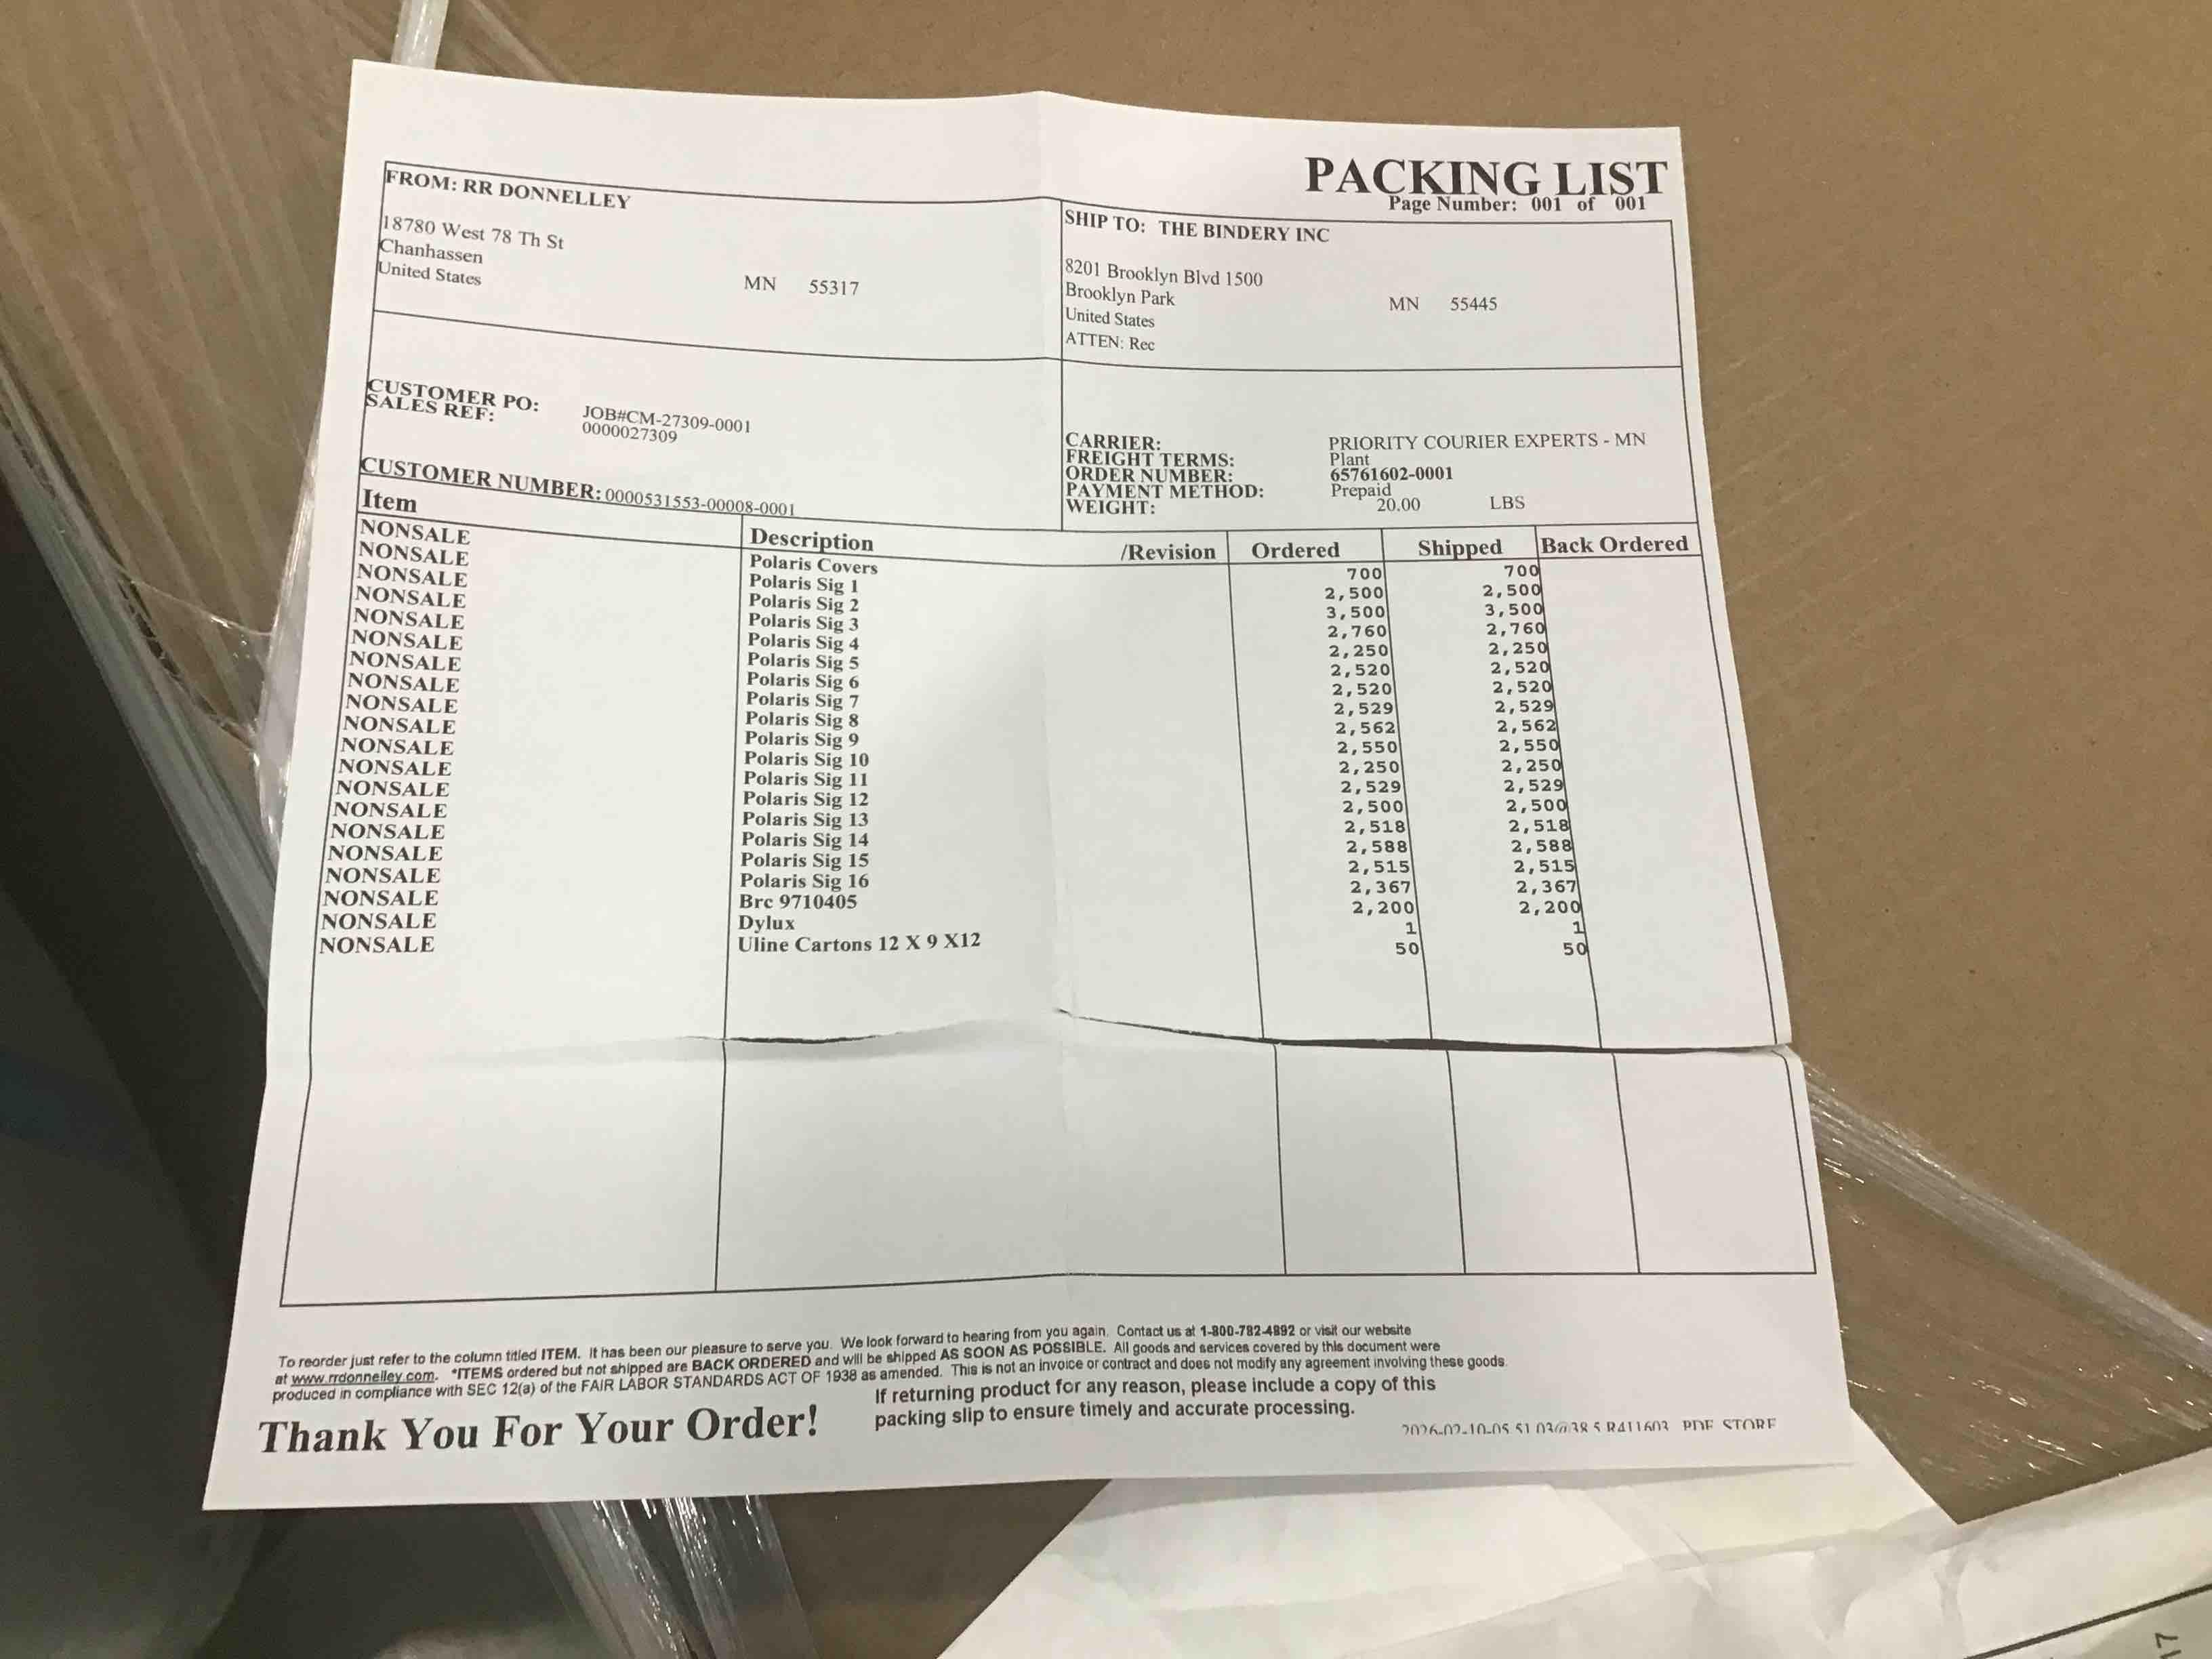 PACKING LIST
Page Number: 001 of 001
FROM: RR DONNELLEY
18780 West 78 Th St
Chanhassen
United States
MN 55317
SHIP TO: THE BINDERY INC
8201 Brooklyn Blvd 1500
Brooklyn Park
United States
MN 55445
ATTEN: Rec
CUSTOMER PO: JOB#CM-27309-0001
SALES REF: 0000027309
CUSTOMER NUMBER: 0000531553-00008-0001
CARRIER: PRIORITY COURIER EXPERTS - MN
FREIGHT TERMS: Plant
ORDER NUMBER: 65761602-0001
PAYMENT METHOD: Prepaid
WEIGHT: 20.00 LBS
Item Description /Revision Ordered Shipped Back Ordered
NONSALE Polaris Covers 700 700
NONSALE Polaris Sig 1 2,500 2,500
NONSALE Polaris Sig 2 3,500 3,500
NONSALE Polaris Sig 3 2,760 2,760
NONSALE Polaris Sig 4 2,250 2,250
NONSALE Polaris Sig 5 2,520 2,520
NONSALE Polaris Sig 6 2,520 2,520
NONSALE Polaris Sig 7 2,529 2,529
NONSALE Polaris Sig 8 2,562 2,562
NONSALE Polaris Sig 9 2,550 2,550
NONSALE Polaris Sig 10 2,250 2,250
NONSALE Polaris Sig 11 2,529 2,529
NONSALE Polaris Sig 12 2,500 2,500
NONSALE Polaris Sig 13 2,518 2,518
NONSALE Polaris Sig 14 2,588 2,588
NONSALE Polaris Sig 15 2,515 2,515
NONSALE Polaris Sig 16 2,367 2,367
NONSALE Brc 9710405 2,200 2,200
NONSALE Dylux 1 1
NONSALE Uline Cartons 12 X 9 X12 50 50
To reorder just refer to the column titled ITEM. It has been our pleasure to serve you. We look forward to hearing from you again. Contact us at 1-800-782-4892 or visit our website
at www.rrdonnelley.com. *ITEMS ordered but not shipped are BACK ORDERED and will be shipped AS SOON AS POSSIBLE. All goods and services covered by this document were
produced in compliance with SEC 12(a) of the FAIR LABOR STANDARDS ACT OF 1938 as amended. This is not an invoice or contract and does not modify any agreement involving these goods.
If returning product for any reason, please include a copy of this
packing slip to ensure timely and accurate processing.
Thank You For Your Order!
PDF STORE
17